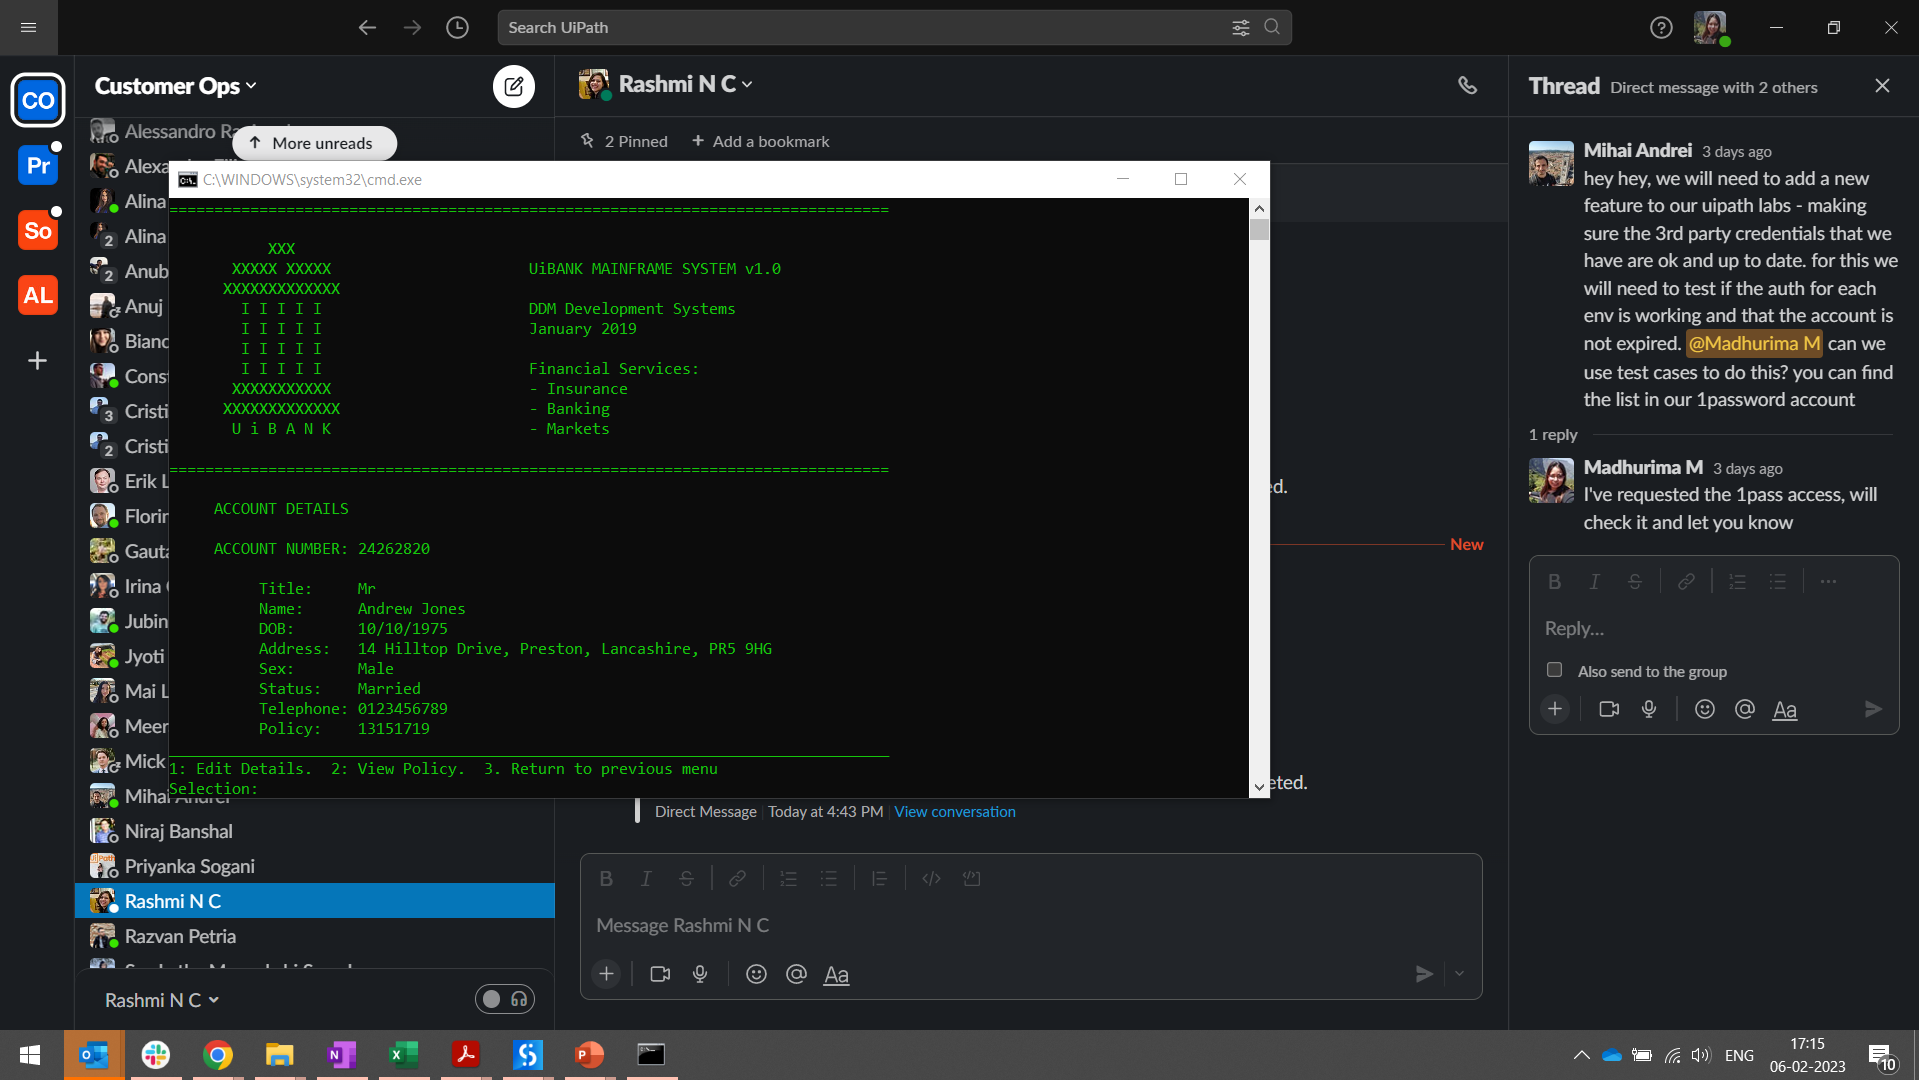 Search UiPath
CO
Pr
So
AL
Customer Ops
More unreads
Alessandro
Alexa
Alina
Alina
2
Anub
2
Anuj
Bianc
Const
Cristi
3
Cristi
2
Erik L
Florin
Gauta
Irina
Jubin
Jyoti
Mai L
Meer
Mick
Mihai Andrei
Niraj Banshal
Priyanka Sogani
Rashmi N C
Razvan Petria
Rashmi N C
Rashmi N C
2 Pinned
Add a bookmark
C:\WINDOWS\system32\cmd.exe
================================================================================
XXX
XXXXX XXXXX UiBANK MAINFRAME SYSTEM v1.0
XXXXXXXXXXXXX
I I I I I DDM Development Systems
I I I I I January 2019
I I I I I
I I I I I Financial Services:
XXXXXXXXXXX - Insurance
XXXXXXXXXXXXX - Banking
U i B A N K - Markets
================================================================================
ACCOUNT DETAILS
ACCOUNT NUMBER: 24262820
Title: Mr
Name: Andrew Jones
DOB: 10/10/1975
Address: 14 Hilltop Drive, Preston, Lancashire, PR5 9HG
Sex: Male
Status: Married
Telephone: 0123456789
Policy: 13151719
1: Edit Details. 2: View Policy. 3. Return to previous menu
Selection:
ed.
New
eted.
Direct Message Today at 4:43 PM View conversation
Message Rashmi N C
Aa
Thread Direct message with 2 others
Mihai Andrei 3 days ago
hey hey, we will need to add a new
feature to our uipath labs - making
sure the 3rd party credentials that we
have are ok and up to date. for this we
will need to test if the auth for each
env is working and that the account is
not expired. @Madhurima M can we
use test cases to do this? you can find
the list in our 1password account
1 reply
Madhurima M 3 days ago
I've requested the 1pass access, will
check it and let you know
Reply...
Also send to the group
Aa
ENG
17:15
06-02-2023
10